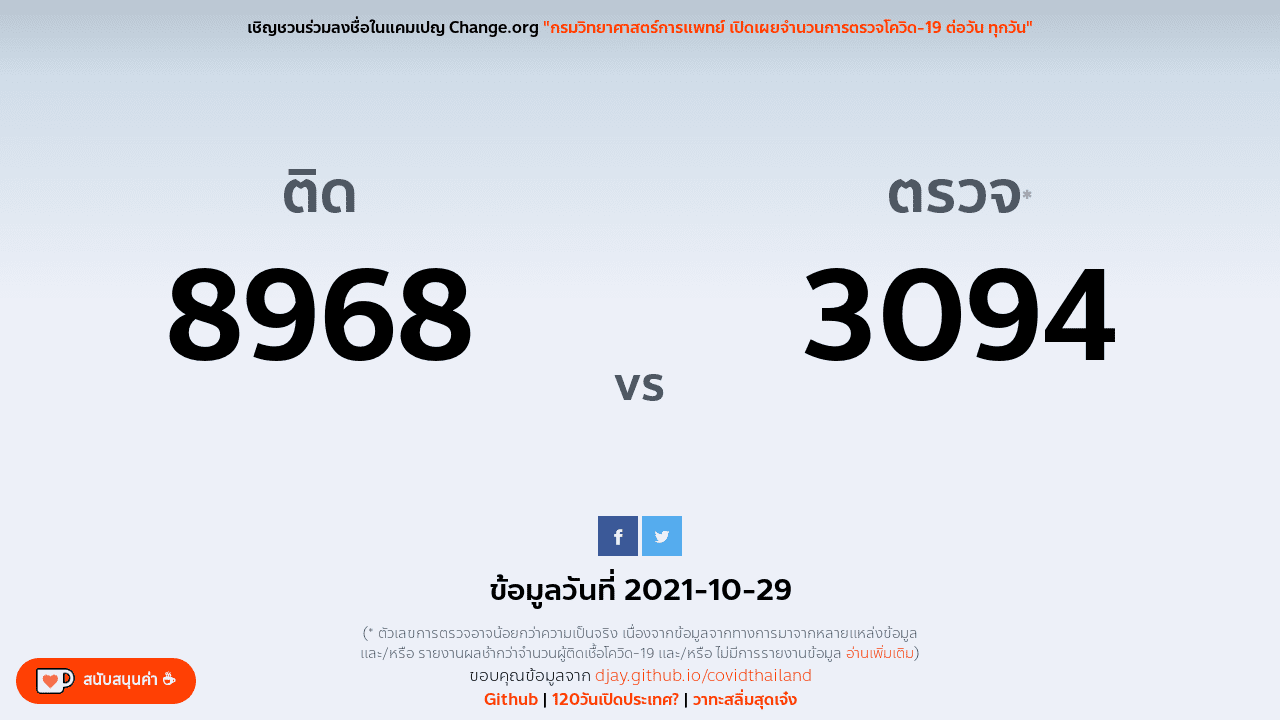 เชิญชวนร่วมลงชื่อในแคมเปญ Change.org "กรมวิทยาศาสตร์การแพทย์ เปิดเผยจำนวนการตรวจโควิด-19 ต่อวัน ทุกวัน"
ติด
8968
vs
ตรวจ*
3094
ข้อมูลวันที่ 2021-10-29
(* ตัวเลขการตรวจอาจน้อยกว่าความเป็นจริง เนื่องจากข้อมูลจากทางการมาจากหลายแหล่งข้อมูล
และ/หรือ รายงานผลช้ากว่าจำนวนผู้ติดเชื้อโควิด-19 และ/หรือ ไม่มีการรายงานข้อมูล อ่านเพิ่มเติม)
ขอบคุณข้อมูลจาก djay.github.io/covidthailand
Github | 120วันเปิดประเทศ? | วาทะสลิ่มสุดเจ๋ง
สนับสนุนค่า ☕